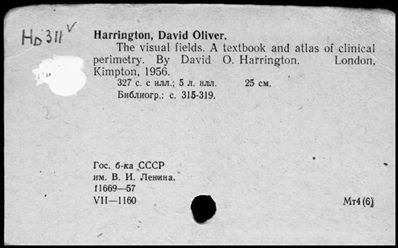 Hд 311 v
Harrington, David Oliver.
The visual fields. A textbook and atlas of clinical
perimetry. By David O. Harrington. London,
Kimpton, 1956.
327 с. с илл.; 5 л. илл. 25 см.
Библиогр.: с. 315-319.
Гос. б-ка СССР
им. В. И. Ленина.
11669—57
VII—1160 Мт4(6)